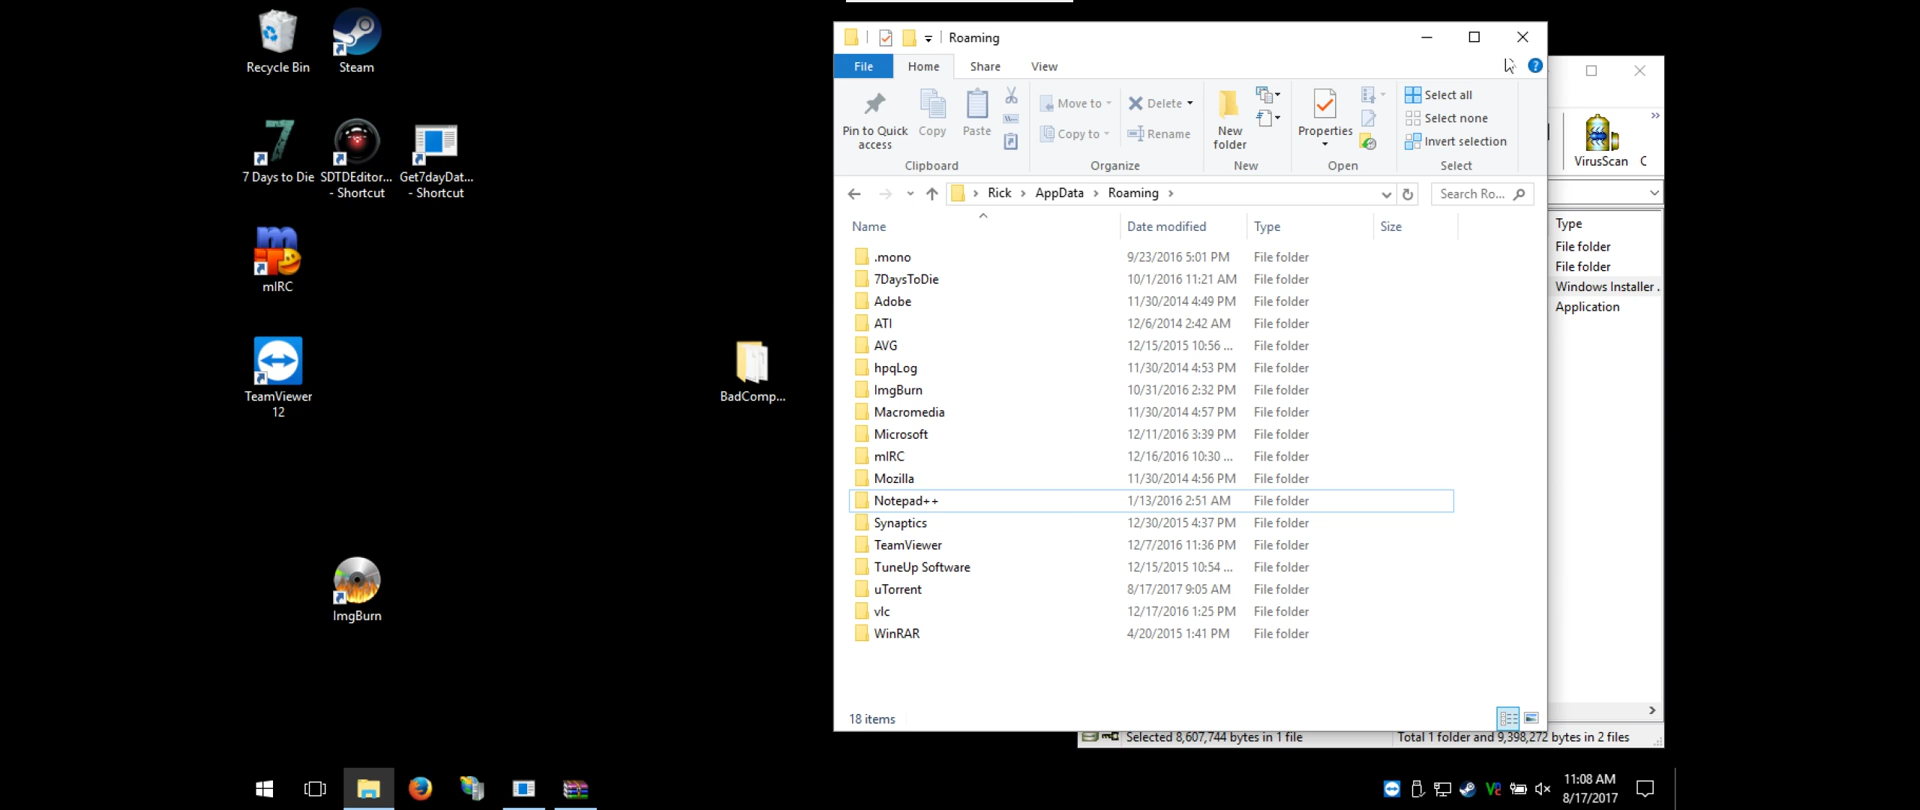 Recycle Bin
Steam
7 Days to Die
SDTDEditor...
- Shortcut
Get7dayDat...
- Shortcut
mIRC
TeamViewer
12
BadComp...
ImgBurn
Roaming
File
Home
Share
View
Pin to Quick
access
Copy
Paste
Clipboard
Move to
Copy to
Delete
Rename
Organize
New
folder
New
Properties
Open
Select all
Select none
Invert selection
Select
Rick
AppData
Roaming
Search Ro...
Name
Date modified
Type
Size
.mono 9/23/2016 5:01 PM File folder
7DaysToDie 10/1/2016 11:21 AM File folder
Adobe 11/30/2014 4:49 PM File folder
ATI 12/6/2014 2:42 AM File folder
AVG 12/15/2015 10:56 ... File folder
hpqLog 11/30/2014 4:53 PM File folder
ImgBurn 10/31/2016 2:32 PM File folder
Macromedia 11/30/2014 4:57 PM File folder
Microsoft 12/11/2016 3:39 PM File folder
mIRC 12/16/2016 10:30 ... File folder
Mozilla 11/30/2014 4:56 PM File folder
Notepad++ 1/13/2016 2:51 AM File folder
Synaptics 12/30/2015 4:37 PM File folder
TeamViewer 12/7/2016 11:36 PM File folder
TuneUp Software 12/15/2015 10:54 ... File folder
uTorrent 8/17/2017 9:05 AM File folder
vlc 12/17/2016 1:25 PM File folder
WinRAR 4/20/2015 1:41 PM File folder
18 items
VirusScan
C
Type
File folder
File folder
Windows Installer .
Application
Selected 8,607,744 bytes in 1 file
Total 1 folder and 9,398,272 bytes in 2 files
11:08 AM
8/17/2017